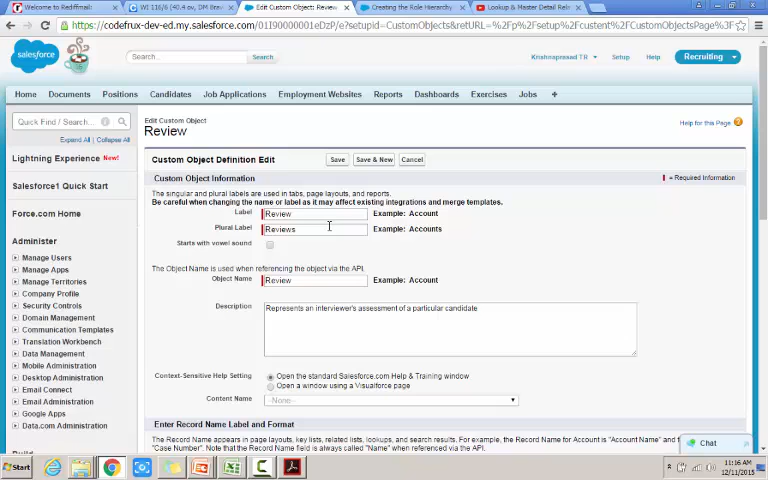 Welcome to Rediffmail:
WI 116/6 (40.4 ov, DM Brav
Edit Custom Object: Revie
Creating the Role Hierarchy
Lookup & Master Detail Rel
https://codefrux-dev-ed.my.salesforce.com/01I90000001eDzP/e?setupid=CustomObjects&retURL=%2Fp%2Fsetup%2Fcustent%2FCustomObjectsPage%3F
salesforce
Search...
Search
Krishnaprasad TR
Setup
Help
Recruiting
Home
Documents
Positions
Candidates
Job Applications
Employment Websites
Reports
Dashboards
Exercises
Jobs
+
Quick Find / Search...
Expand All | Collapse All
Lightning Experience New!
Salesforce1 Quick Start
Force.com Home
Administer
Manage Users
Manage Apps
Manage Territories
Company Profile
Security Controls
Domain Management
Communication Templates
Translation Workbench
Data Management
Mobile Administration
Desktop Administration
Email Connect
Email Administration
Google Apps
Data.com Administration
Edit Custom Object
Review
Help for this Page
Custom Object Definition Edit
Save
Save & New
Cancel
Custom Object Information
= Required Information
The singular and plural labels are used in tabs, page layouts, and reports.
Be careful when changing the name or label as it may affect existing integrations and merge templates.
Label
Review
Example: Account
Plural Label
Reviews
Example: Accounts
Starts with vowel sound
The Object Name is used when referencing the object via the API.
Object Name
Review
Example: Account
Description
Represents an interviewer's assessment of a particular candidate
Context-Sensitive Help Setting
Open the standard Salesforce.com Help & Training window
Open a window using a Visualforce page
Content Name
--None--
Enter Record Name Label and Format
The Record Name appears in page layouts, key lists, related lists, lookups, and search results. For example, the Record Name for Account is "Account Name" and f
"Case Number". Note that the Record Name field is always called "Name" when referenced via the API.
Chat
Start
11:16 AM
12/11/2015